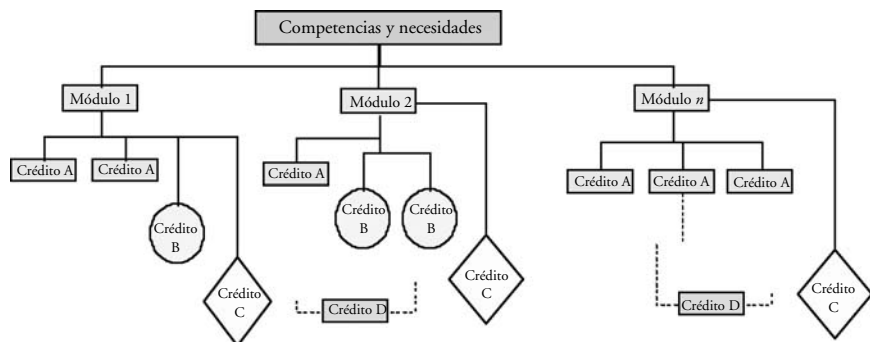 Competencias y necesidades
Módulo 1
Módulo 2
Módulo n
Crédito A
Crédito A
Crédito A
Crédito A
Crédito A
Crédito A
Crédito
B
Crédito
B
Crédito
B
Crédito
C
Crédito
C
Crédito
C
Crédito D
Crédito D